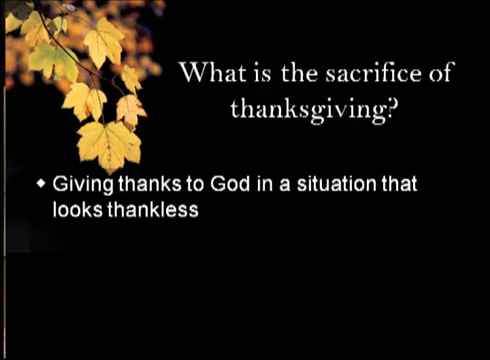 What is the sacrifice of
thanksgiving?
Giving thanks to God in a situation that
looks thankless